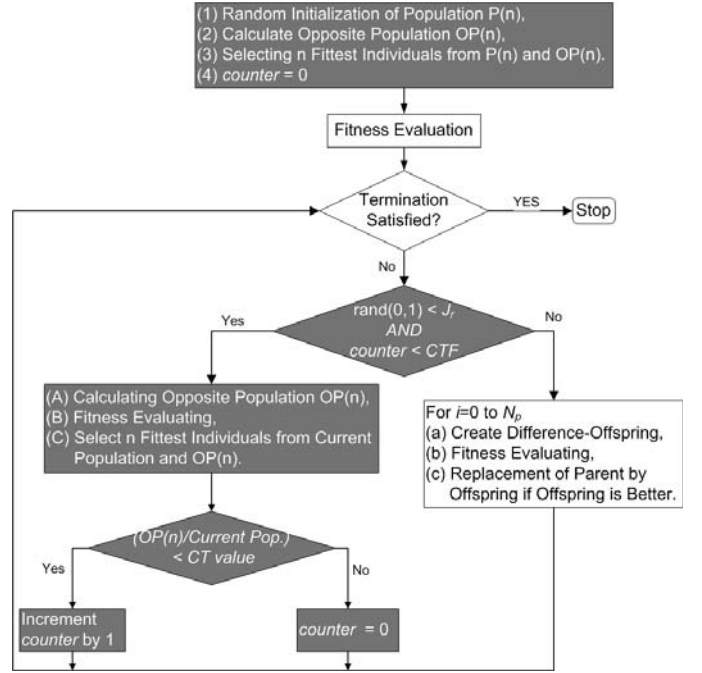 (1) Random Initialization of Population P(n),
(2) Calculate Opposite Population OP(n),
(3) Selecting n Fittest Individuals from P(n) and OP(n).
(4) counter = 0
Fitness Evaluation
Termination
Satisfied?
YES
Stop
No
rand(0,1) < Jr
AND
counter < CTF
Yes
No
(A) Calculating Opposite Population OP(n),
(B) Fitness Evaluating,
(C) Select n Fittest Individuals from Current
Population and OP(n).
For i=0 to Np
(a) Create Difference-Offspring,
(b) Fitness Evaluating,
(c) Replacement of Parent by
Offspring if Offspring is Better.
(OP(n)/Current Pop.)
< CT value
Yes
No
Increment
counter by 1
counter = 0